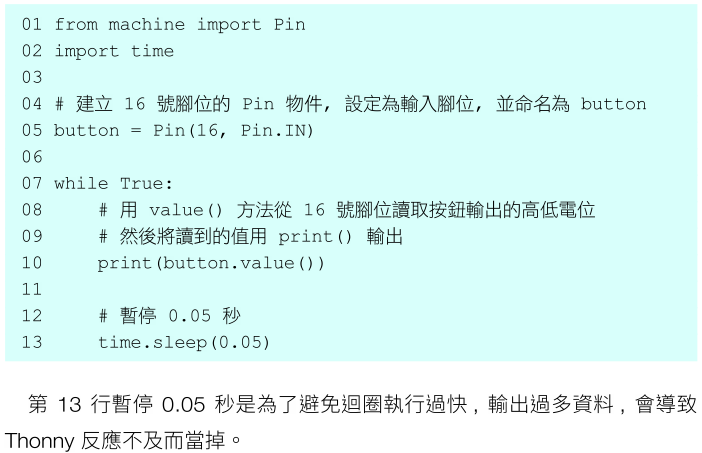 01 from machine import Pin
02 import time
03
04 # 建立 16 號腳位的 Pin 物件, 設定為輸入腳位, 並命名為 button
05 button = Pin(16, Pin.IN)
06
07 while True:
08     # 用 value() 方法從 16 號腳位讀取按鈕輸出的高低電位
09     # 然後將讀到的值用 print() 輸出
10     print(button.value())
11
12     # 暫停 0.05 秒
13     time.sleep(0.05)
第 13 行暫停 0.05 秒是為了避免迴圈執行過快，輸出過多資料，會導致
Thonny 反應不及而當掉。